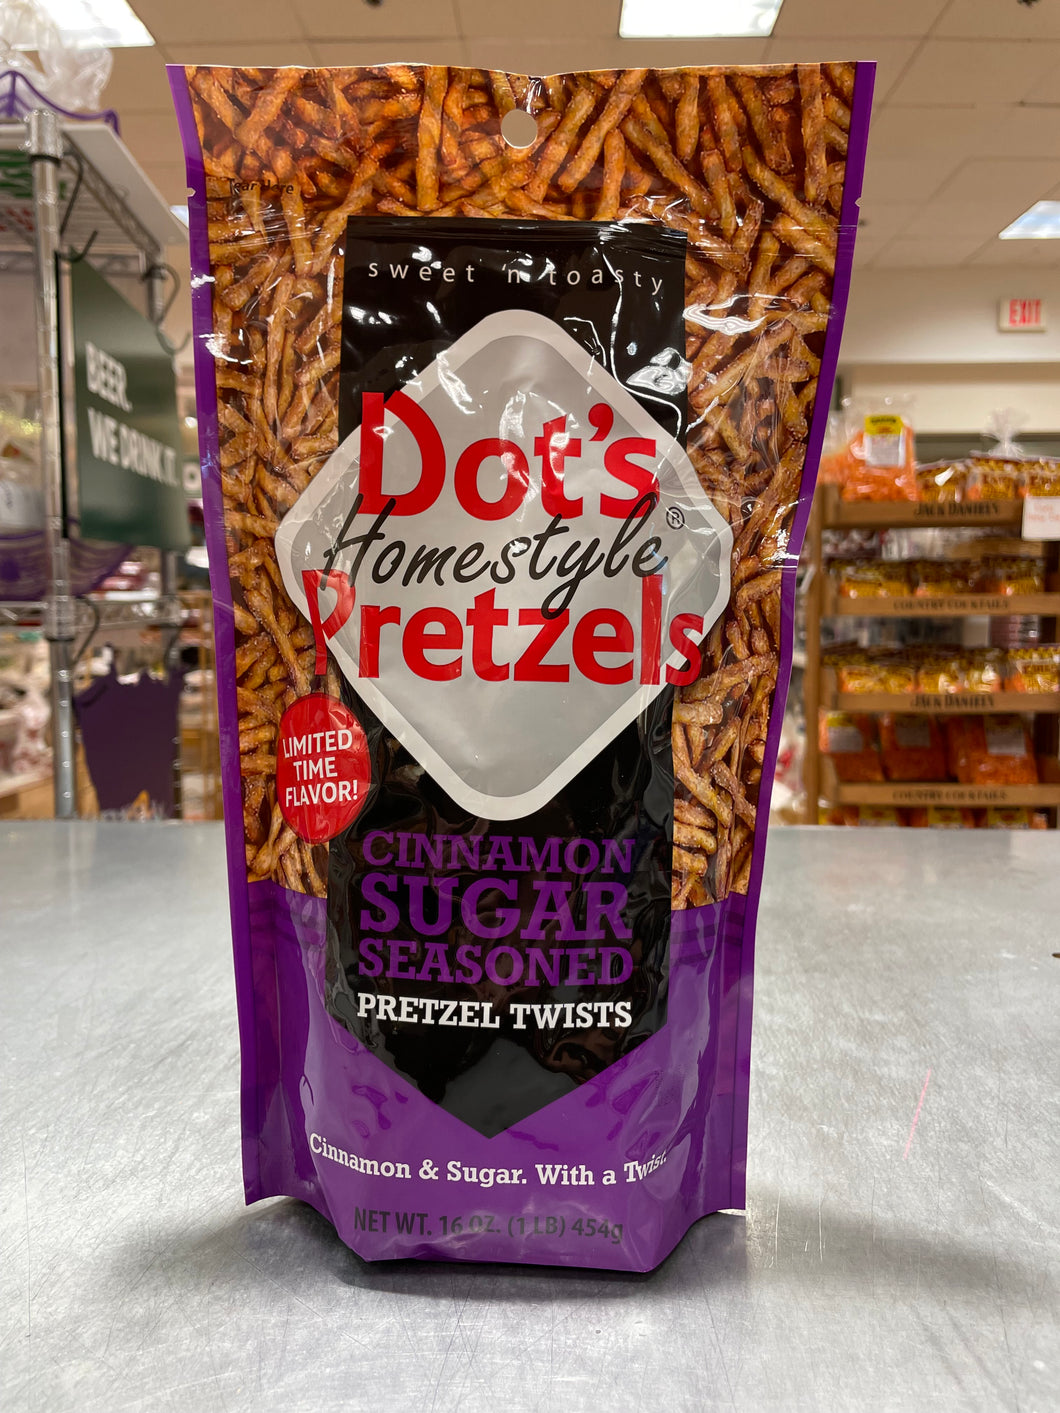 Tear Here
sweet 'n toasty
Dot's
Homestyle®
Pretzels
LIMITED
TIME
FLAVOR!
CINNAMON
SUGAR
SEASONED
PRETZEL TWISTS
Cinnamon & Sugar. With a Twist.
NET WT. 16 OZ. (1 LB) 454g
BEER.
WE DRINK IT
EXIT
JACK DANIEL'S
COUNTRY COCKTAILS
JACK DANIEL'S
COUNTRY COCKTAILS